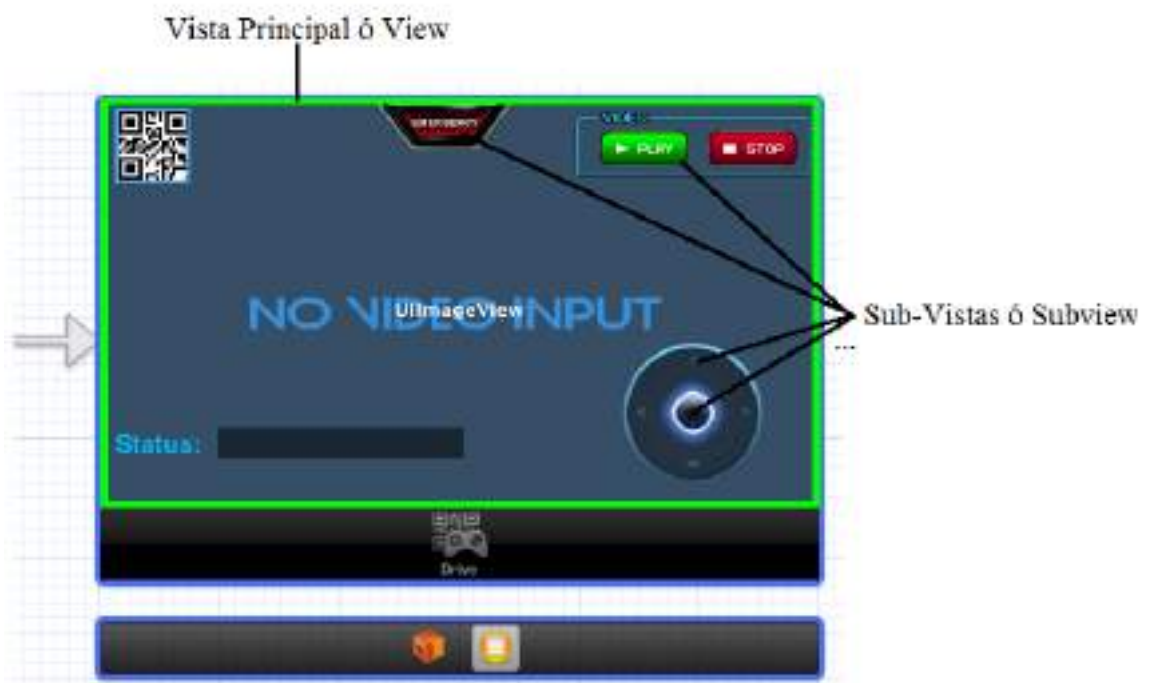 Vista Principal ó View
VIDEO
PLAY
STOP
NO VIDEO INPUT
UIImageView
Sub-Vistas ó Subview
...
Status:
Drive